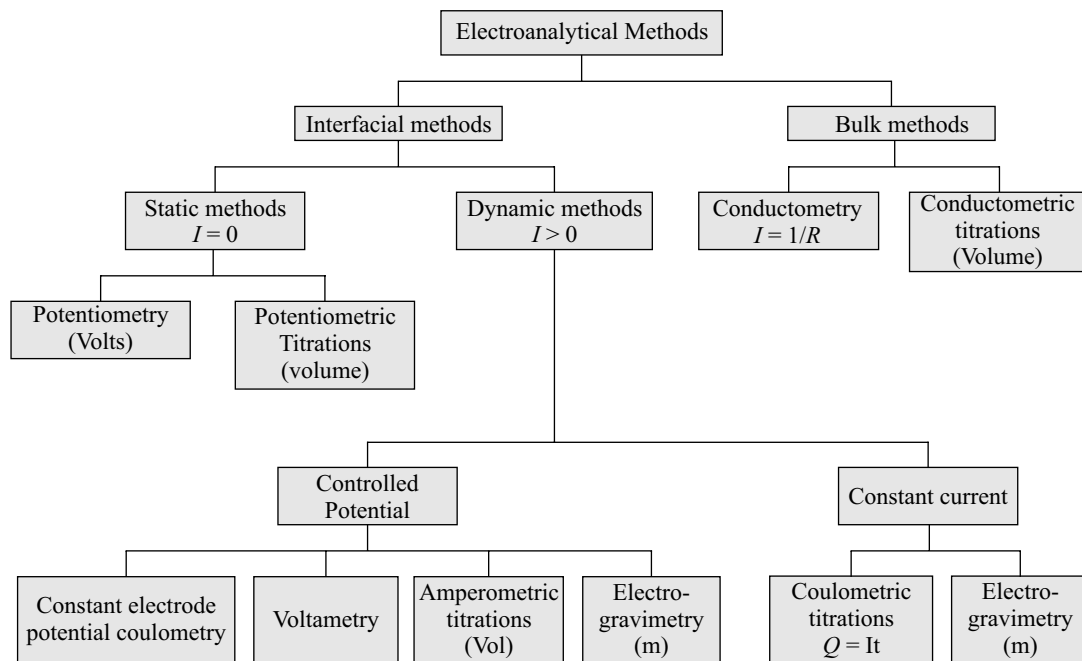 Electroanalytical Methods
Interfacial methods
Bulk methods
Static methods
I = 0
Dynamic methods
I > 0
Conductometry
I = 1/R
Conductometric
titrations
(Volume)
Potentiometry
(Volts)
Potentiometric
Titrations
(volume)
Controlled
Potential
Constant current
Constant electrode
potential coulometry
Voltametry
Amperometric
titrations
(Vol)
Electro-
gravimetry
(m)
Coulometric
titrations
Q = It
Electro-
gravimetry
(m)